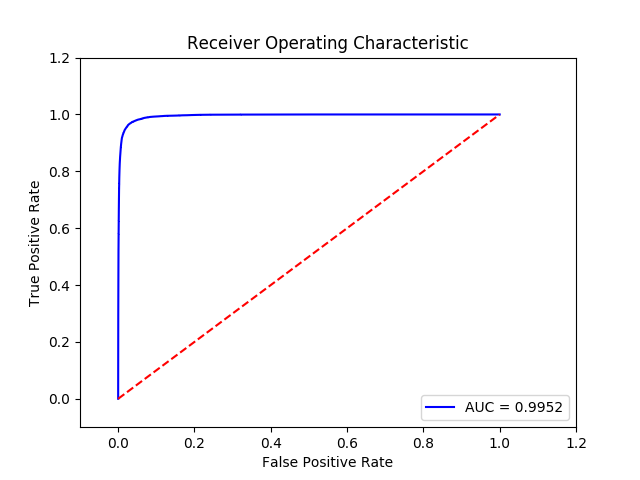 Receiver Operating Characteristic
1.2
1.0
0.8
0.6
0.4
0.2
0.0
True Positive Rate
AUC = 0.9952
0.0 0.2 0.4 0.6 0.8 1.0 1.2
False Positive Rate